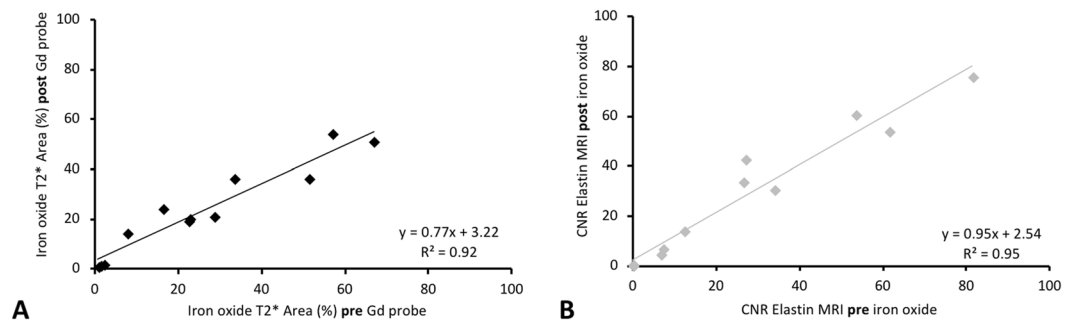 100
80
60
40
20
0
Iron oxide T2* Area (%) post Gd probe
y = 0.77x + 3.22
R² = 0.92
0 20 40 60 80 100
Iron oxide T2* Area (%) pre Gd probe
A
100
80
60
40
20
0
CNR Elastin MRI post iron oxide
y = 0.95x + 2.54
R² = 0.95
0 20 40 60 80 100
CNR Elastin MRI pre iron oxide
B